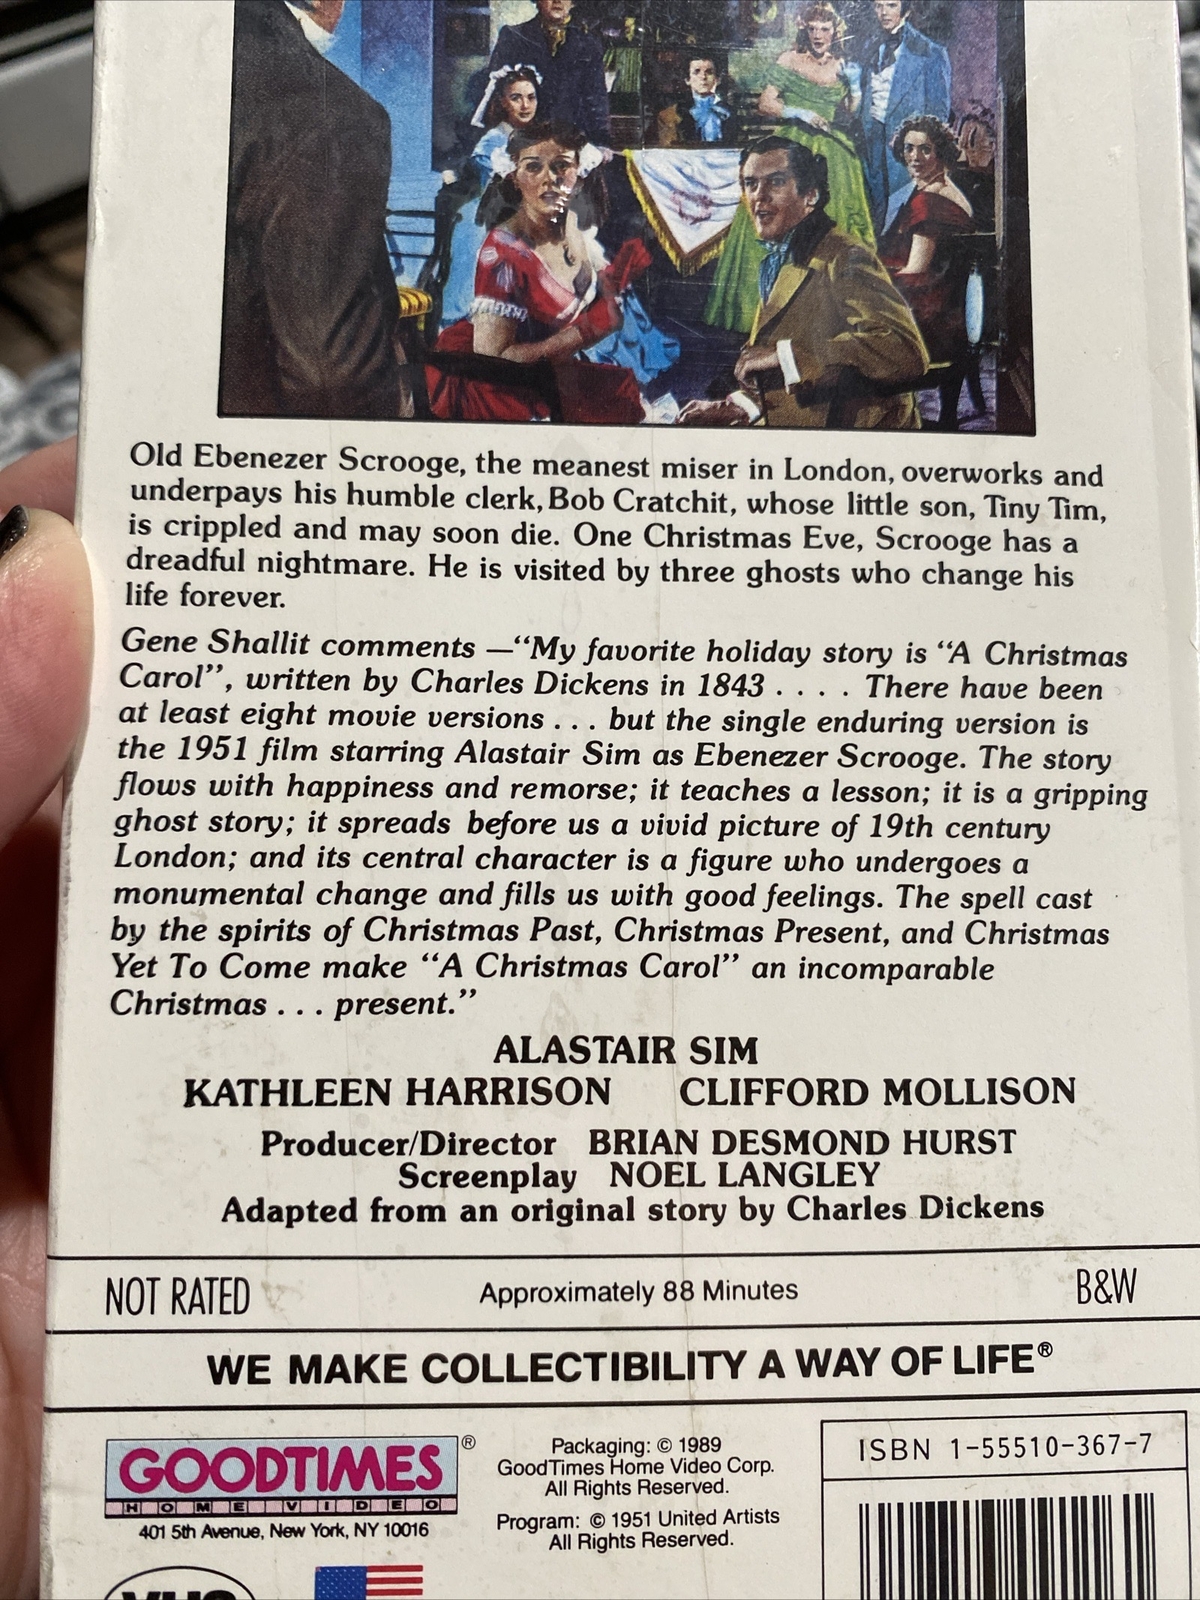 Old Ebenezer Scrooge, the meanest miser in London, overworks and
underpays his humble clerk, Bob Cratchit, whose little son, Tiny Tim,
is crippled and may soon die. One Christmas Eve, Scrooge has a
dreadful nightmare. He is visited by three ghosts who change his
life forever.
Gene Shallit comments —“My favorite holiday story is “A Christmas
Carol”, written by Charles Dickens in 1843 . . . . There have been
at least eight movie versions . . . but the single enduring version is
the 1951 film starring Alastair Sim as Ebenezer Scrooge. The story
flows with happiness and remorse; it teaches a lesson; it is a gripping
ghost story; it spreads before us a vivid picture of 19th century
London; and its central character is a figure who undergoes a
monumental change and fills us with good feelings. The spell cast
by the spirits of Christmas Past, Christmas Present, and Christmas
Yet To Come make “A Christmas Carol” an incomparable
Christmas . . . present.”
ALASTAIR SIM
KATHLEEN HARRISON CLIFFORD MOLLISON
Producer/Director BRIAN DESMOND HURST
Screenplay NOEL LANGLEY
Adapted from an original story by Charles Dickens
NOT RATED Approximately 88 Minutes B&W
WE MAKE COLLECTIBILITY A WAY OF LIFE®
GOODTIMES®
HOME VIDEO
401 5th Avenue, New York, NY 10016
Packaging: © 1989
GoodTimes Home Video Corp.
All Rights Reserved.
Program: © 1951 United Artists
All Rights Reserved.
ISBN 1-55510-367-7
VHS